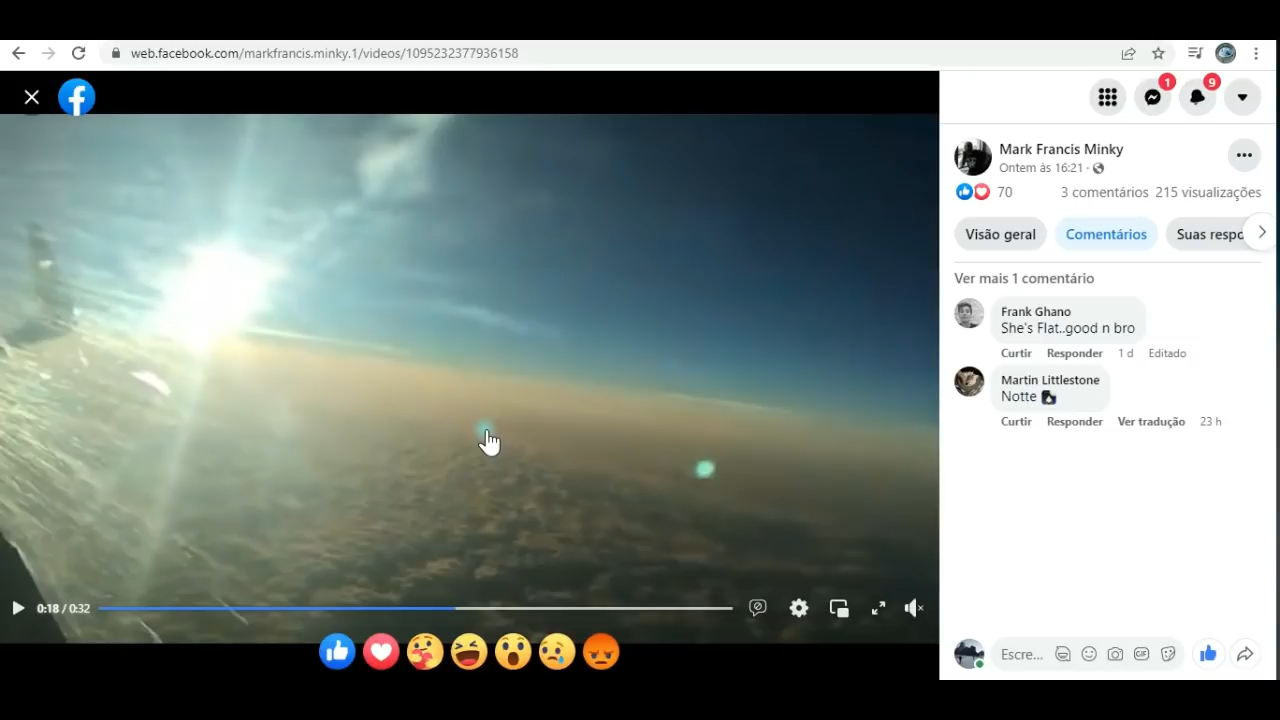 web.facebook.com/markfrancis.minky.1/videos/1095232377936158
1
9
Mark Francis Minky
Ontem às 16:21 ·
70 3 comentários 215 visualizações
Visão geral Comentários Suas respo
Ver mais 1 comentário
Frank Ghano
She's Flat..good n bro
Curtir Responder 1 d Editado
Martin Littlestone
Notte
Curtir Responder Ver tradução 23 h
0:18 / 0:32
Escre... GIF